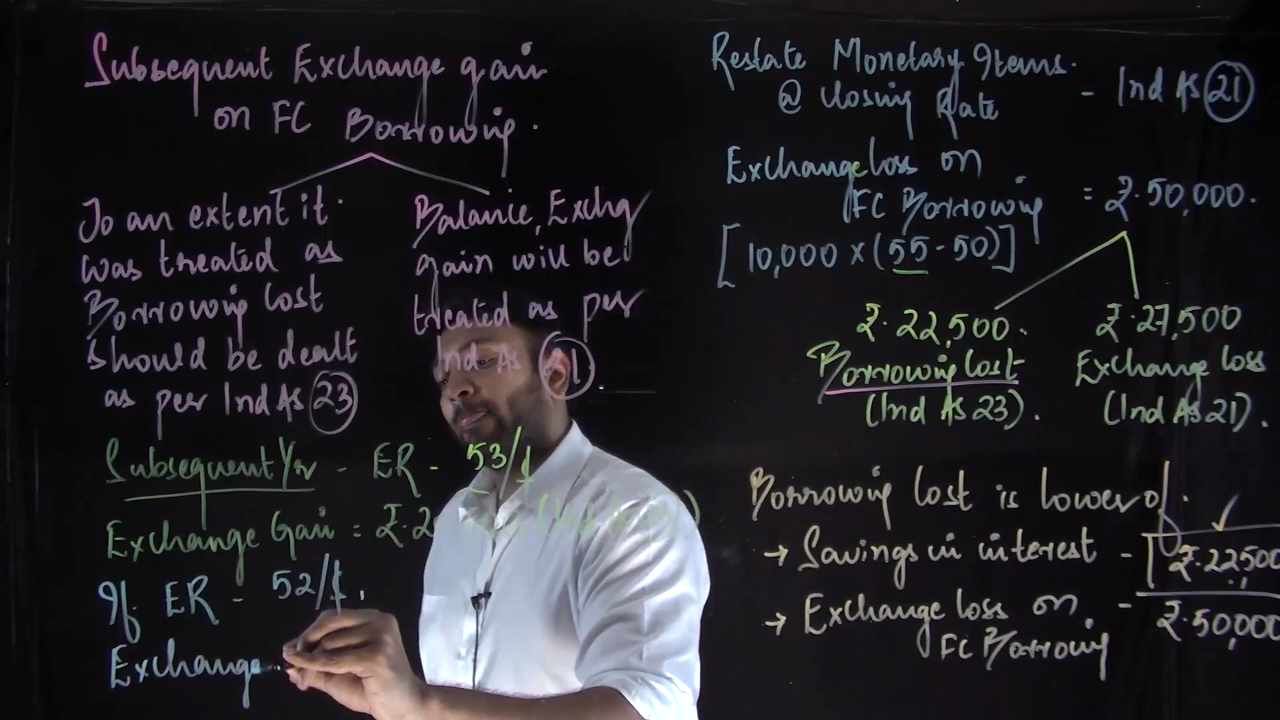 Subsequent Exchange gain
on FC Borrowing.
To an extent it
was treated as
Borrowing Cost
should be dealt
as per Ind AS 23
Balance, Exchg
gain will be
treated as per
Ind AS 21
Subsequent Yr - ER - 53/$
Exchange Gain = ₹.2
If ER - 52/$,
Exchange
Restate Monetary Items.
@ Closing Rate - Ind AS 21
Exchange loss on
FC Borrowing = ₹.50,000.
[10,000 x (55-50)]
₹.22,500.
Borrowing Cost
(Ind AS 23).
₹.27,500
Exchange loss
(Ind AS 21).
Borrowing Cost is lower of.
→ Savings in interest - ₹.22,500
→ Exchange loss on - ₹.50,000
FC Borrowing